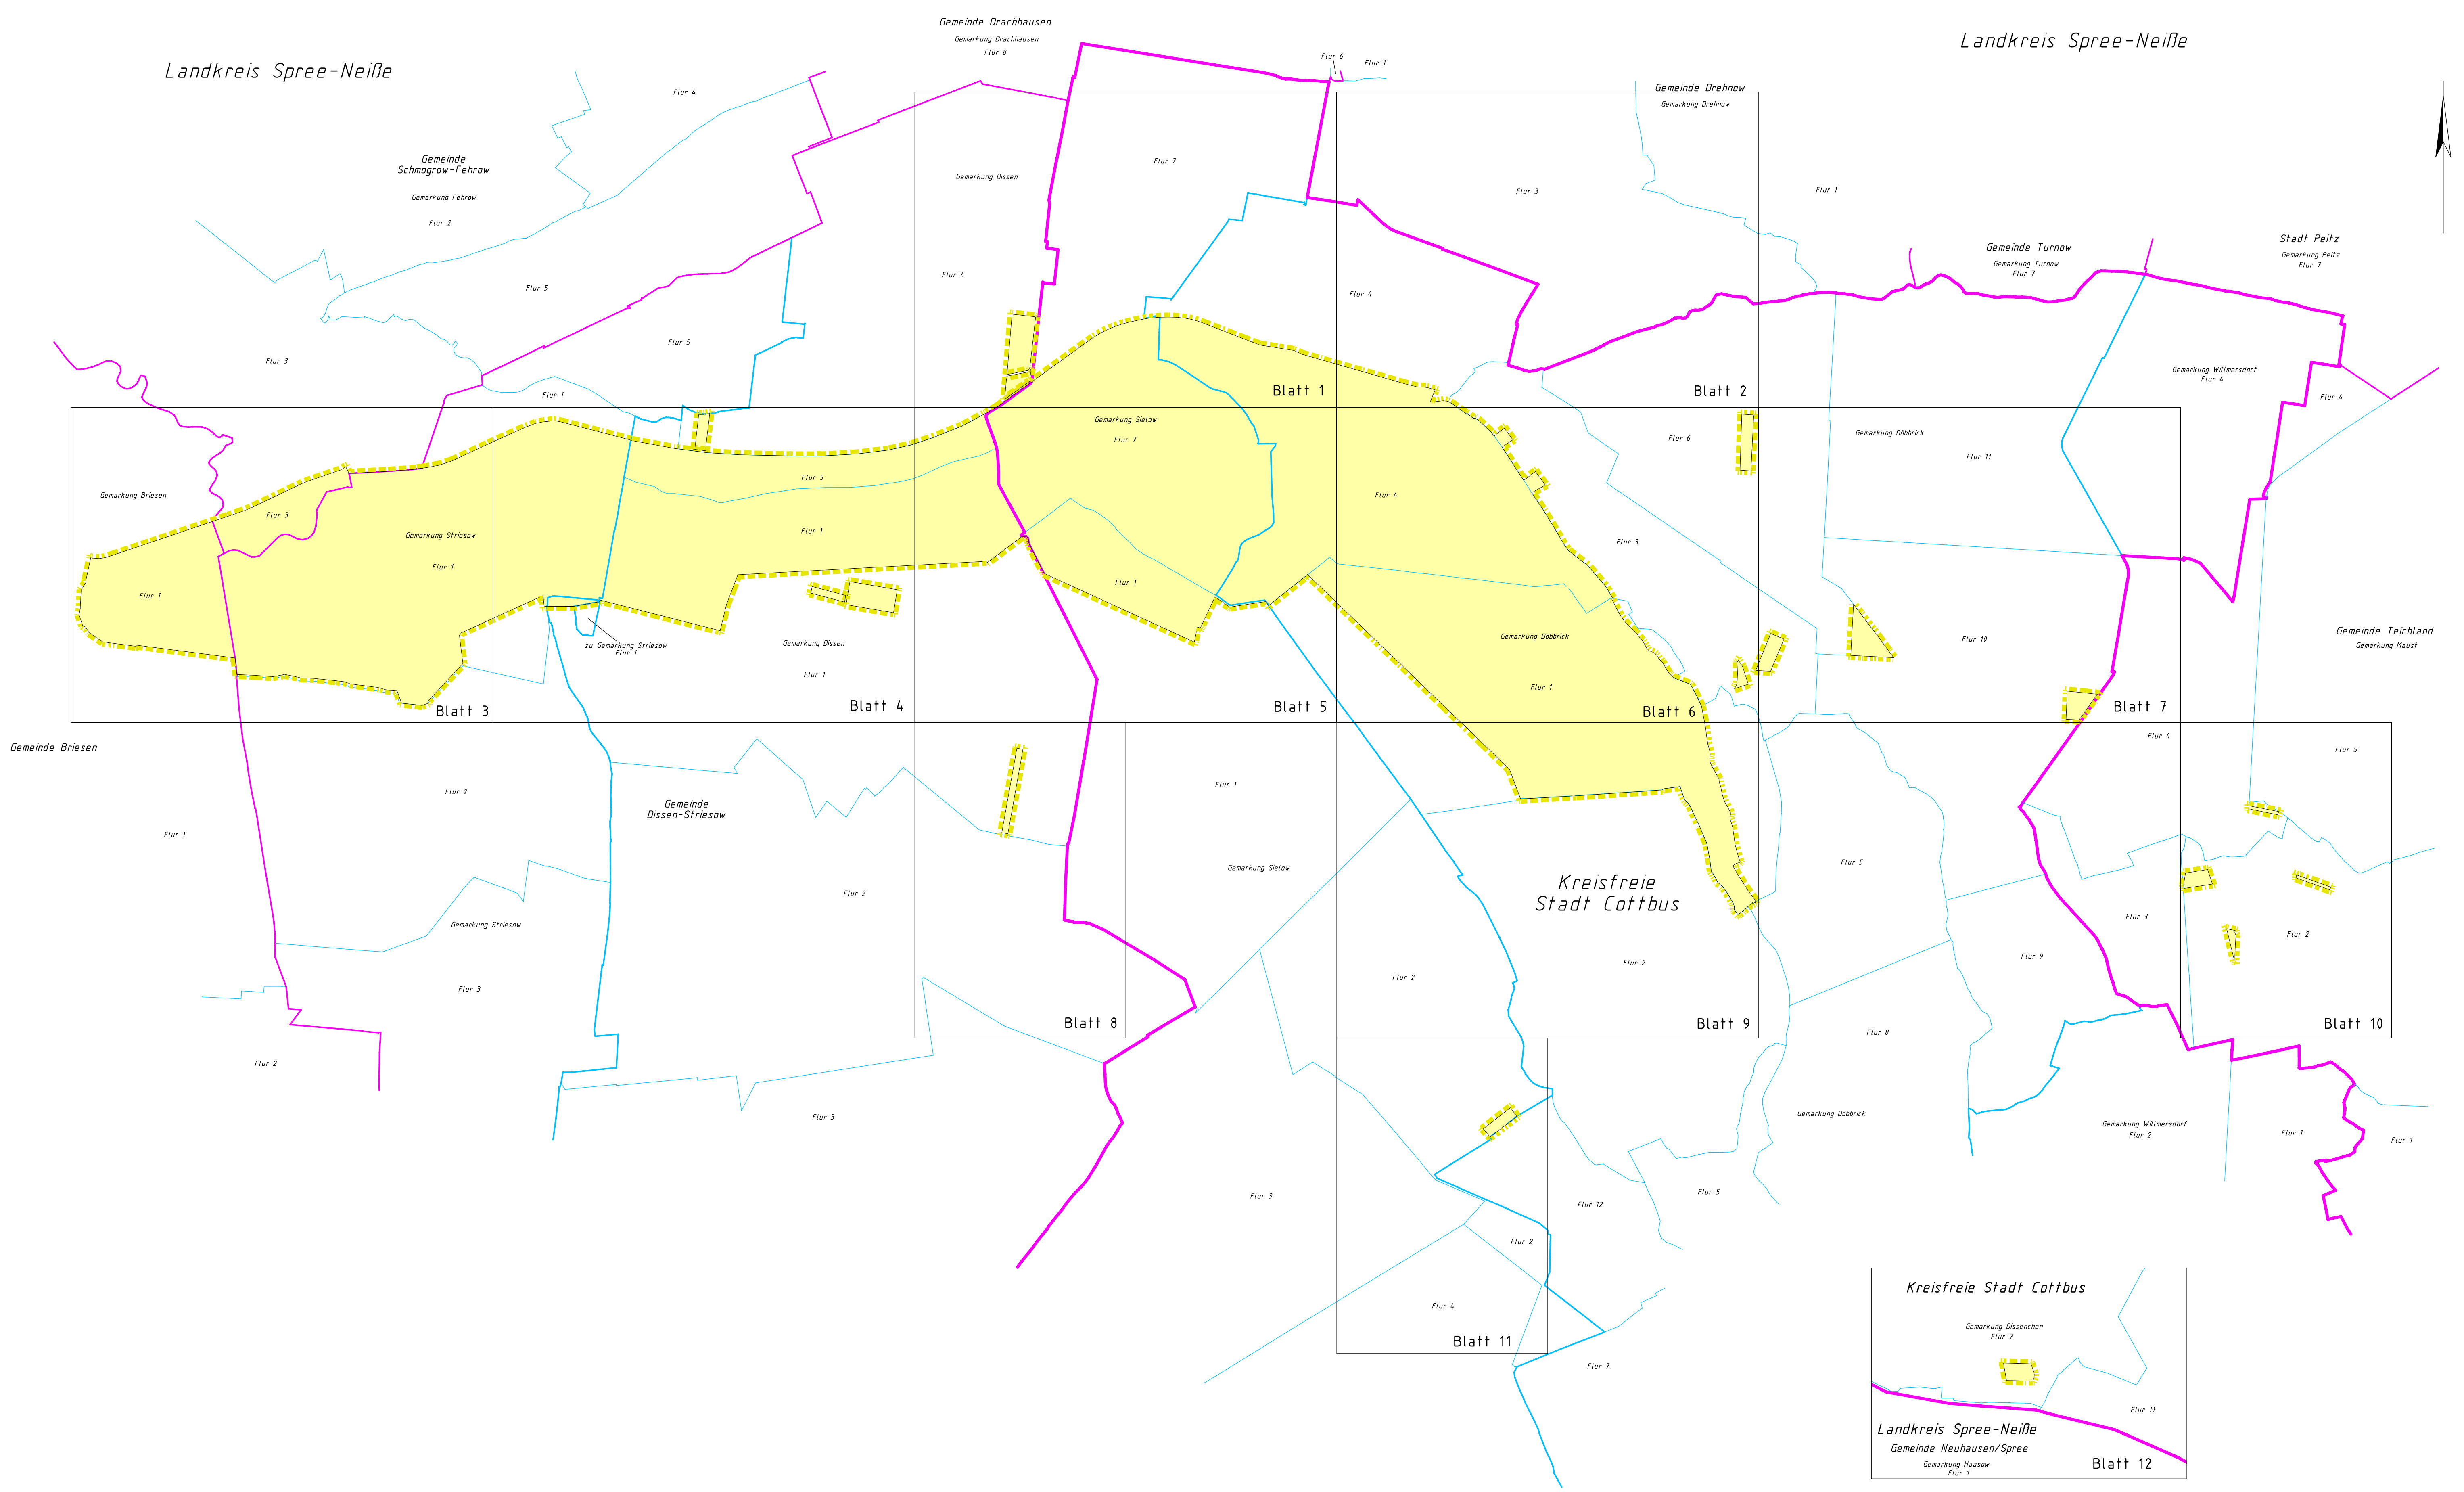 Gemeinde Drachhausen
Gemarkung Drachhausen
Flur 8
Landkreis Spree-Neiße
Landkreis Spree-Neiße
Flur 6
Flur 1
Flur 4
Gemeinde Drehnow
Gemarkung Drehnow
Gemeinde
Schmogrow-Fehrow
Gemarkung Fehrow
Flur 2
Gemarkung Dissen
Flur 7
Flur 3
Flur 1
Gemeinde Turnow
Gemarkung Turnow
Flur 7
Stadt Peitz
Gemarkung Peitz
Flur 7
Flur 5
Flur 4
Flur 4
Flur 3
Flur 5
Flur 1
Blatt 1
Blatt 2
Gemarkung Willmersdorf
Flur 4
Flur 4
Gemarkung Sielow
Flur 7
Flur 6
Gemarkung Döbbrick
Flur 11
Gemarkung Briesen
Flur 3
Gemarkung Striesow
Flur 1
Flur 1
Flur 5
Flur 1
Flur 4
Flur 3
Flur 1
zu Gemarkung Striesow
Flur 1
Gemarkung Dissen
Flur 1
Gemarkung Döbbrick
Flur 1
Flur 10
Gemeinde Teichland
Gemarkung Maust
Blatt 3
Blatt 4
Blatt 5
Blatt 6
Blatt 7
Gemeinde Briesen
Flur 4
Flur 5
Flur 2
Flur 1
Gemeinde
Dissen-Striesow
Flur 1
Gemarkung Sielow
Flur 5
Flur 2
Kreisfreie
Stadt Cottbus
Gemarkung Striesow
Flur 3
Flur 2
Flur 3
Flur 2
Flur 2
Flur 9
Blatt 8
Blatt 9
Blatt 10
Flur 2
Flur 8
Flur 3
Gemarkung Döbbrick
Gemarkung Willmersdorf
Flur 2
Flur 1
Flur 1
Flur 3
Flur 12
Flur 5
Flur 2
Flur 4
Blatt 11
Flur 7
Kreisfreie Stadt Cottbus
Gemarkung Dissenchen
Flur 7
Flur 11
Landkreis Spree-Neiße
Gemeinde Neuhausen/Spree
Gemarkung Haasow
Flur 1
Blatt 12